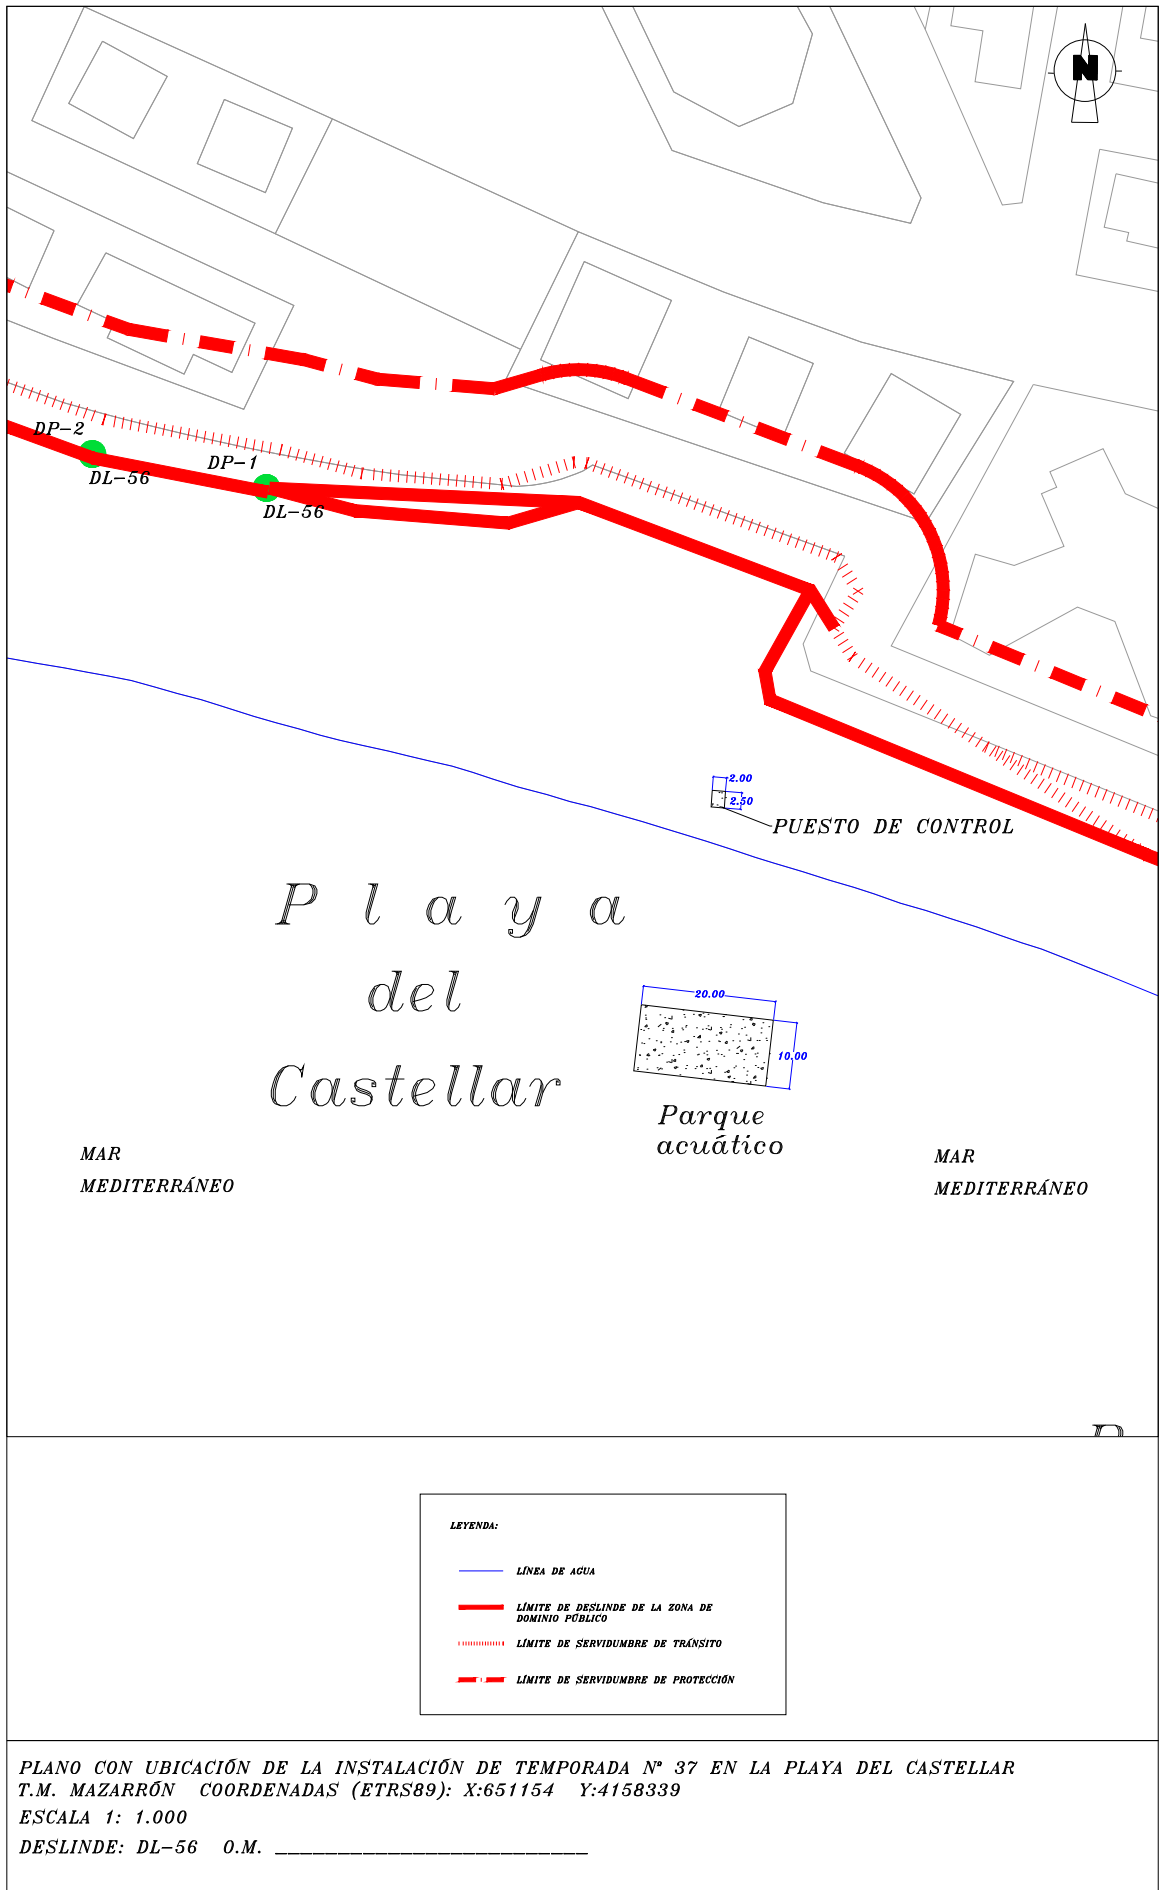 N
DP-2
DL-56
DP-1
DL-56
2.00
2.50
PUESTO DE CONTROL
Playa
del
Castellar
20.00
10.00
Parque
acuático
MAR
MEDITERRÁNEO
MAR
MEDITERRÁNEO
LEYENDA:
LÍNEA DE AGUA
LÍMITE DE DESLINDE DE LA ZONA DE
DOMINIO PÚBLICO
LÍMITE DE SERVIDUMBRE DE TRÁNSITO
LÍMITE DE SERVIDUMBRE DE PROTECCIÓN
PLANO CON UBICACIÓN DE LA INSTALACIÓN DE TEMPORADA Nº 37 EN LA PLAYA DEL CASTELLAR
T.M. MAZARRÓN COORDENADAS (ETRS89): X:651154 Y:4158339
ESCALA 1: 1.000
DESLINDE: DL-56 O.M. _________________________